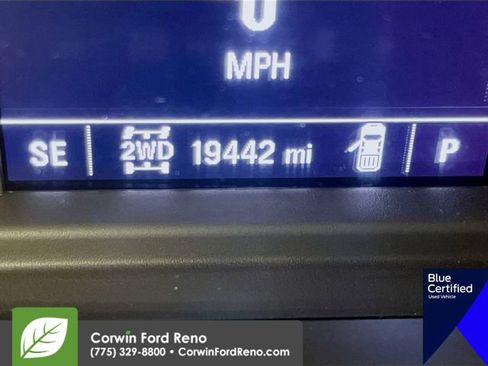 0
MPH
SE 2WD 19442 mi P
Blue
Certified
Used Vehicle
Corwin Ford Reno
(775) 329-8800 • CorwinFordReno.com